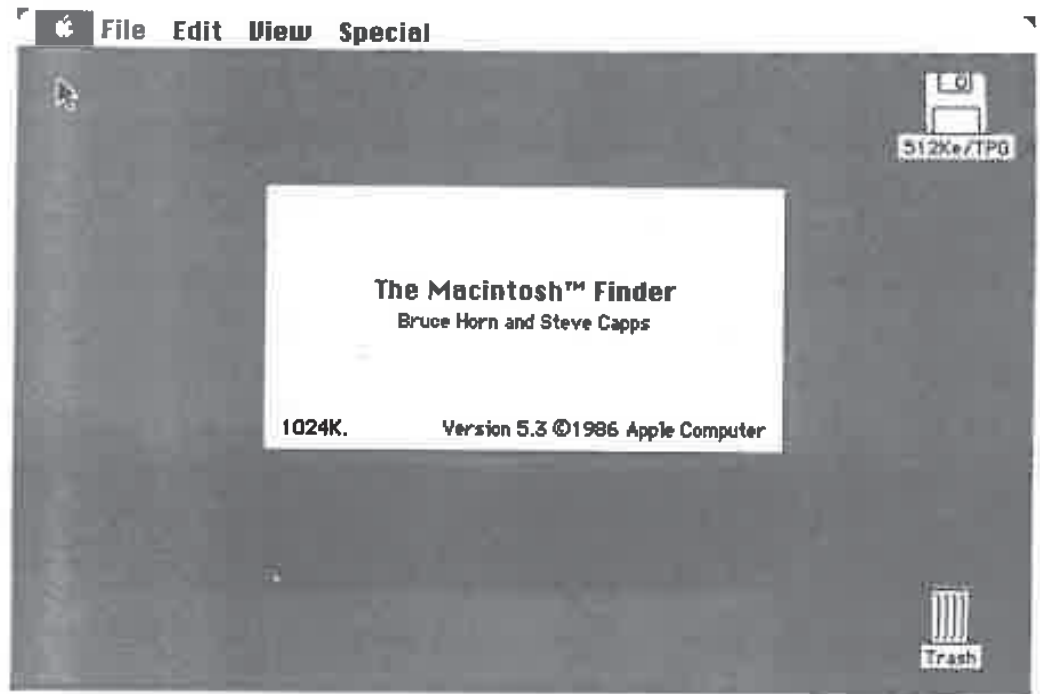 File Edit View Special
512Ke/TPG
The Macintosh™ Finder
Bruce Horn and Steve Capps
1024K. Version 5.3 ©1986 Apple Computer
Trash